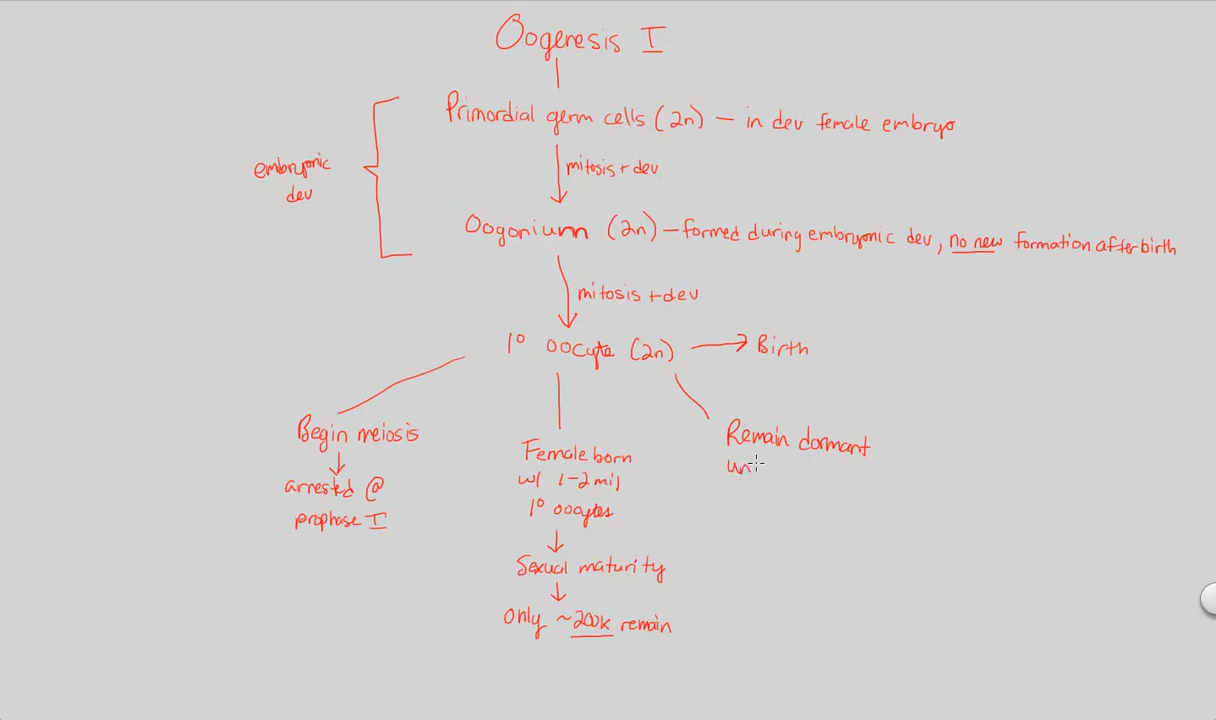 Oogenesis I
Primordial germ cells (2n) – in dev female embryo
embryonic
dev
mitosis + dev
Oogonium (2n) – formed during embryonic dev, no new formation after birth
mitosis + dev
1° oocyte (2n) → Birth
Begin meiosis
↓
arrested @
prophase I
Female born
w/ 1-2 mil
1° oocytes
↓
Sexual maturity
↓
Only ~200k remain
Remain dormant
un